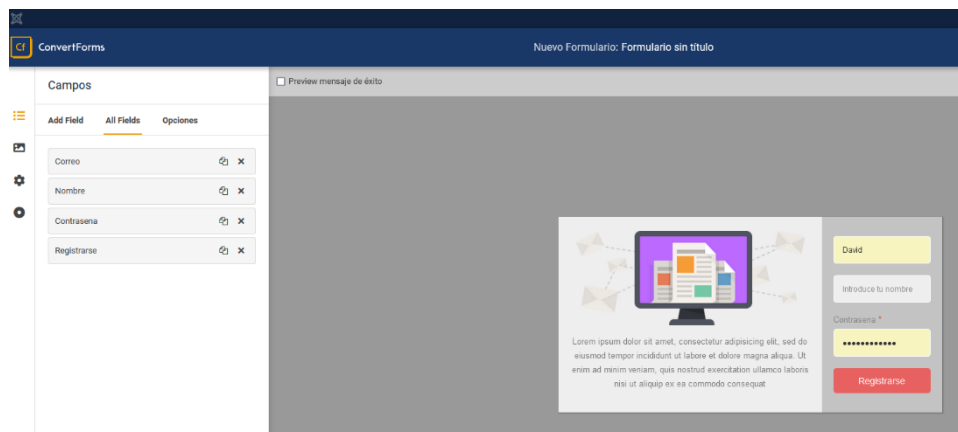 Cf ConvertForms
Nuevo Formulario: Formulario sin título
Campos
Preview mensaje de éxito
Add Field All Fields Opciones
Correo
Nombre
Contrasena
Registrarse
David
Introduce tu nombre
Contrasena *
Lorem ipsum dolor sit amet, consectetur adipisicing elit, sed do
eiusmod tempor incididunt ut labore et dolore magna aliqua. Ut
enim ad minim veniam, quis nostrud exercitation ullamco laboris
nisi ut aliquip ex ea commodo consequat
Registrarse